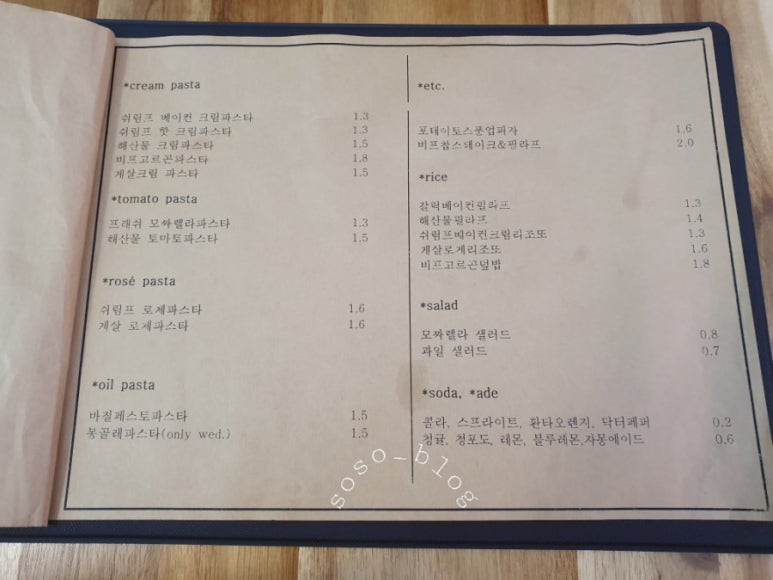 *cream pasta
쉬림프 베이컨 크림파스타 1.3
쉬림프 핫 크림파스타 1.3
해산물 크림파스타 1.5
비프고르곤파스타 1.8
게살크림 파스타 1.5
*tomato pasta
프래쉬 모짜렐라파스타 1.3
해산물 토마토파스타 1.5
*rosé pasta
쉬림프 로제파스타 1.6
게살 로제파스타 1.6
*oil pasta
바질페스토파스타 1.5
봉골레파스타(only wed.) 1.5
*etc.
포테이토스푼업피자 1.6
비프찹스테이크&필라프 2.0
*rice
갈릭베이컨필라프 1.3
해산물필라프 1.4
쉬림프베이컨크림리조또 1.3
게살로제리조또 1.6
비프고르곤덮밥 1.8
*salad
모짜렐라 샐러드 0.8
과일 샐러드 0.7
*soda, *ade
콜라, 스프라이트, 환타오렌지, 닥터페퍼 0.2
청귤, 청포도, 레몬, 블루레몬,자몽에이드 0.6
soso_blog